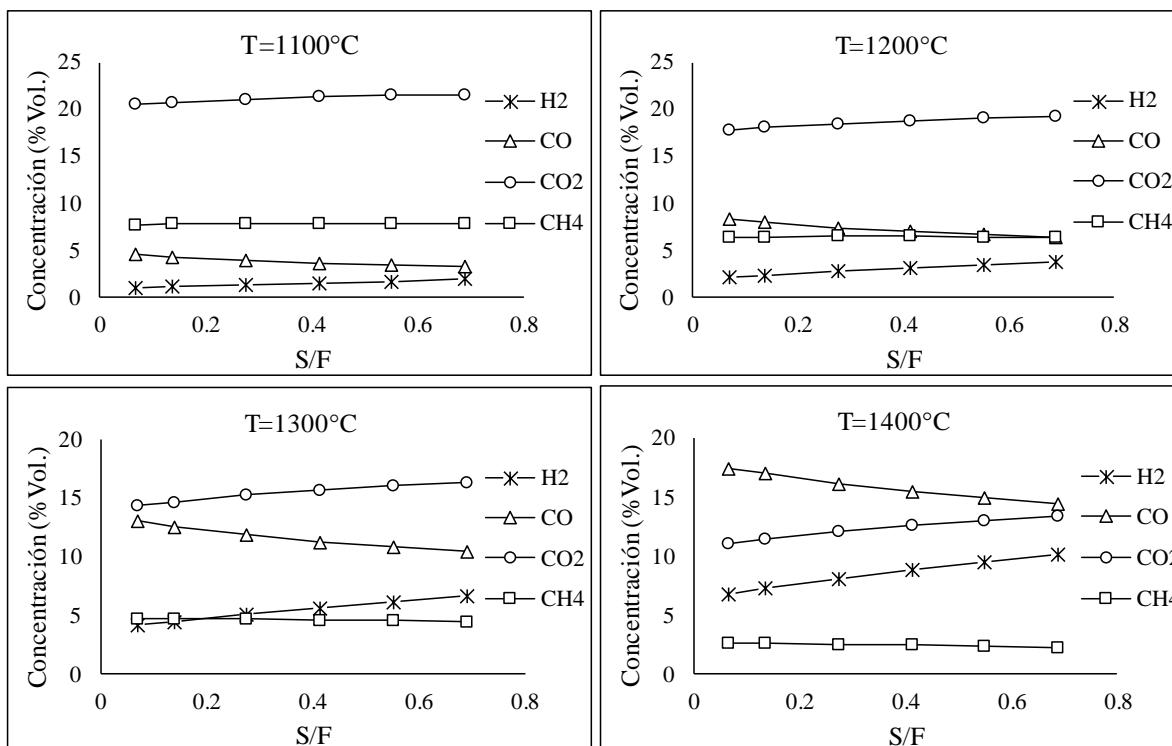 T=1100°C
Concentración (% Vol.)
25
20
15
10
5
0
0
0.2
0.4
0.6
0.8
S/F
H2
CO
CO2
CH4
T=1200°C
Concentración (% Vol.)
25
20
15
10
5
0
0
0.2
0.4
0.6
0.8
S/F
H2
CO
CO2
CH4
T=1300°C
Concentración (% Vol.)
20
15
10
5
0
0
0.2
0.4
0.6
0.8
S/F
H2
CO
CO2
CH4
T=1400°C
Concentración (% Vol.)
20
15
10
5
0
0
0.2
0.4
0.6
0.8
S/F
H2
CO
CO2
CH4